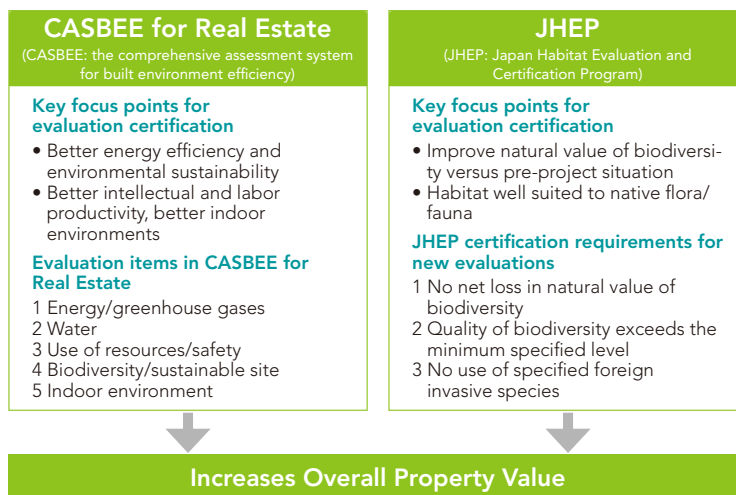 CASBEE for Real Estate
(CASBEE: the comprehensive assessment system
for built environment efficiency)
Key focus points for
evaluation certification
• Better energy efficiency and
environmental sustainability
• Better intellectual and labor
productivity, better indoor
environments
Evaluation items in CASBEE for
Real Estate
1 Energy/greenhouse gases
2 Water
3 Use of resources/safety
4 Biodiversity/sustainable site
5 Indoor environment
JHEP
(JHEP: Japan Habitat Evaluation and
Certification Program)
Key focus points for
evaluation certification
• Improve natural value of biodiversi-
ty versus pre-project situation
• Habitat well suited to native flora/
fauna
JHEP certification requirements for
new evaluations
1 No net loss in natural value of
biodiversity
2 Quality of biodiversity exceeds the
minimum specified level
3 No use of specified foreign
invasive species
Increases Overall Property Value